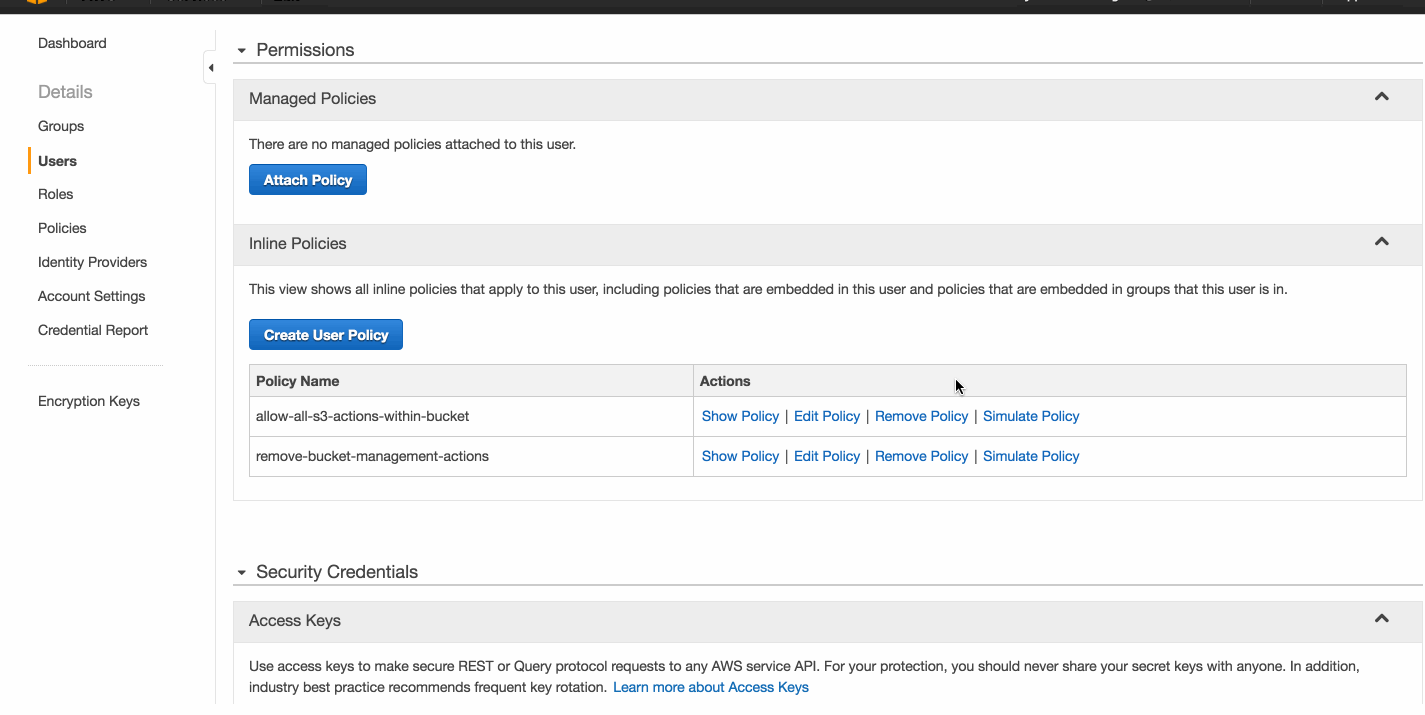 Dashboard
Details
Groups
Users
Roles
Policies
Identity Providers
Account Settings
Credential Report
Encryption Keys
Permissions
Managed Policies
There are no managed policies attached to this user.
Attach Policy
Inline Policies
This view shows all inline policies that apply to this user, including policies that are embedded in this user and policies that are embedded in groups that this user is in.
Create User Policy
Policy Name Actions
allow-all-s3-actions-within-bucket Show Policy | Edit Policy | Remove Policy | Simulate Policy
remove-bucket-management-actions Show Policy | Edit Policy | Remove Policy | Simulate Policy
Security Credentials
Access Keys
Use access keys to make secure REST or Query protocol requests to any AWS service API. For your protection, you should never share your secret keys with anyone. In addition,
industry best practice recommends frequent key rotation. Learn more about Access Keys